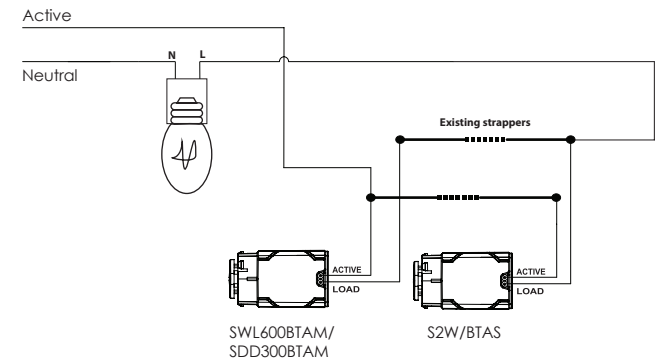 Active
N L
Neutral
Existing strappers
ACTIVE
LOAD
ACTIVE
LOAD
SWL600BTAM/
SDD300BTAM
S2W/BTAS